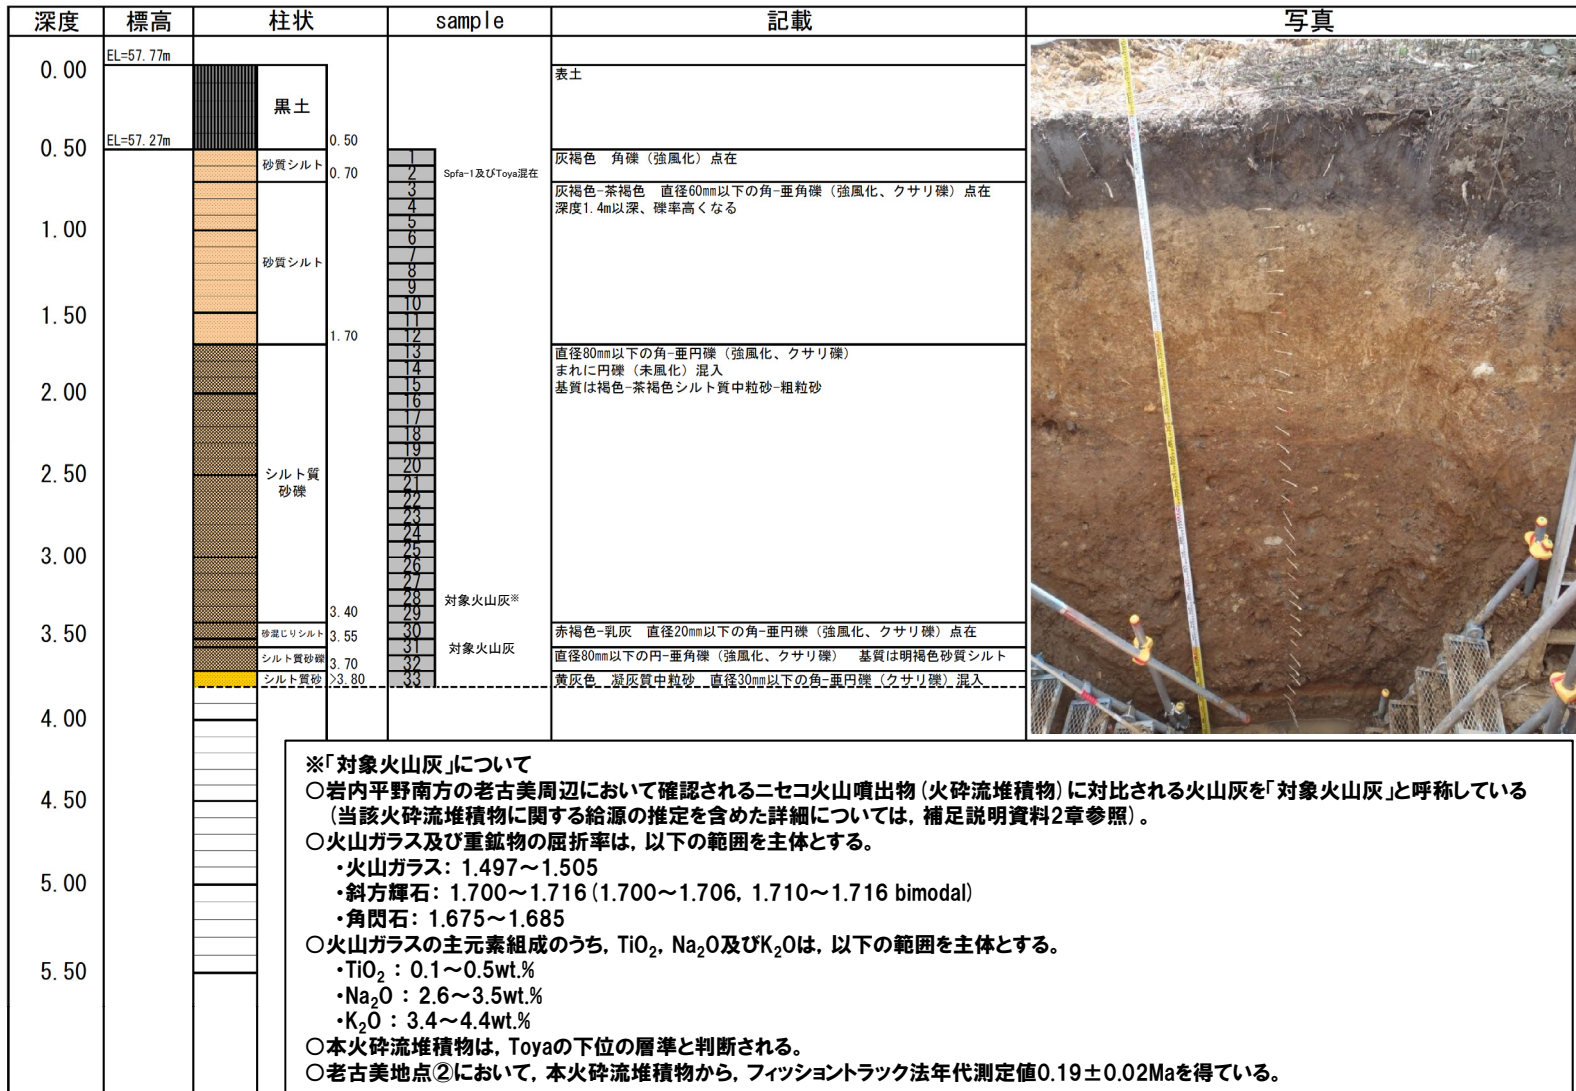 深度 標高 柱状 sample 記載 写真
EL=57.77m
0.00 表土
黒土
EL=57.27m 0.50
0.50 1 灰褐色 角礫（強風化）点在
砂質シルト 0.70 2 Spfa-1及びToya混在
3 灰褐色-茶褐色 直径60mm以下の角-亜角礫（強風化、クサリ礫）点在
4 深度1.4m以深、礫率高くなる
5
1.00 6
7
砂質シルト 8
9
10
1.50 11
1.70 12
13 直径80mm以下の角-亜円礫（強風化、クサリ礫）
14 まれに円礫（未風化）混入
15 基質は褐色-茶褐色シルト質中粒砂-粗粒砂
2.00 16
17
18
19
20
2.50 シルト質 21
砂礫 22
23
24
25
3.00 26
27
28 対象火山灰※
3.40 29
3.50 砂混じりシルト 3.55 30 赤褐色-乳灰 直径20mm以下の角-亜円礫（強風化、クサリ礫）点在
31 対象火山灰
シルト質砂礫 3.70 32 直径80mm以下の円-亜角礫（強風化、クサリ礫） 基質は明褐色砂質シルト
シルト質砂 >3.80 33 黄灰色 凝灰質中粒砂 直径30mm以下の角-亜円礫（クサリ礫）混入
4.00
4.50
5.00
5.50
※「対象火山灰」について
○岩内平野南方の老古美周辺において確認されるニセコ火山噴出物（火砕流堆積物）に対比される火山灰を「対象火山灰」と呼称している
（当該火砕流堆積物に関する給源の推定を含めた詳細については，補足説明資料2章参照）。
○火山ガラス及び重鉱物の屈折率は，以下の範囲を主体とする。
・火山ガラス：1.497～1.505
・斜方輝石：1.700～1.716（1.700～1.706，1.710～1.716 bimodal）
・角閃石：1.675～1.685
○火山ガラスの主元素組成のうち，TiO₂，Na₂O及びK₂Oは，以下の範囲を主体とする。
・TiO₂：0.1～0.5wt.%
・Na₂O：2.6～3.5wt.%
・K₂O：3.4～4.4wt.%
○本火砕流堆積物は，Toyaの下位の層準と判断される。
○老古美地点②において，本火砕流堆積物から，フィッショントラック法年代測定値0.19±0.02Maを得ている。